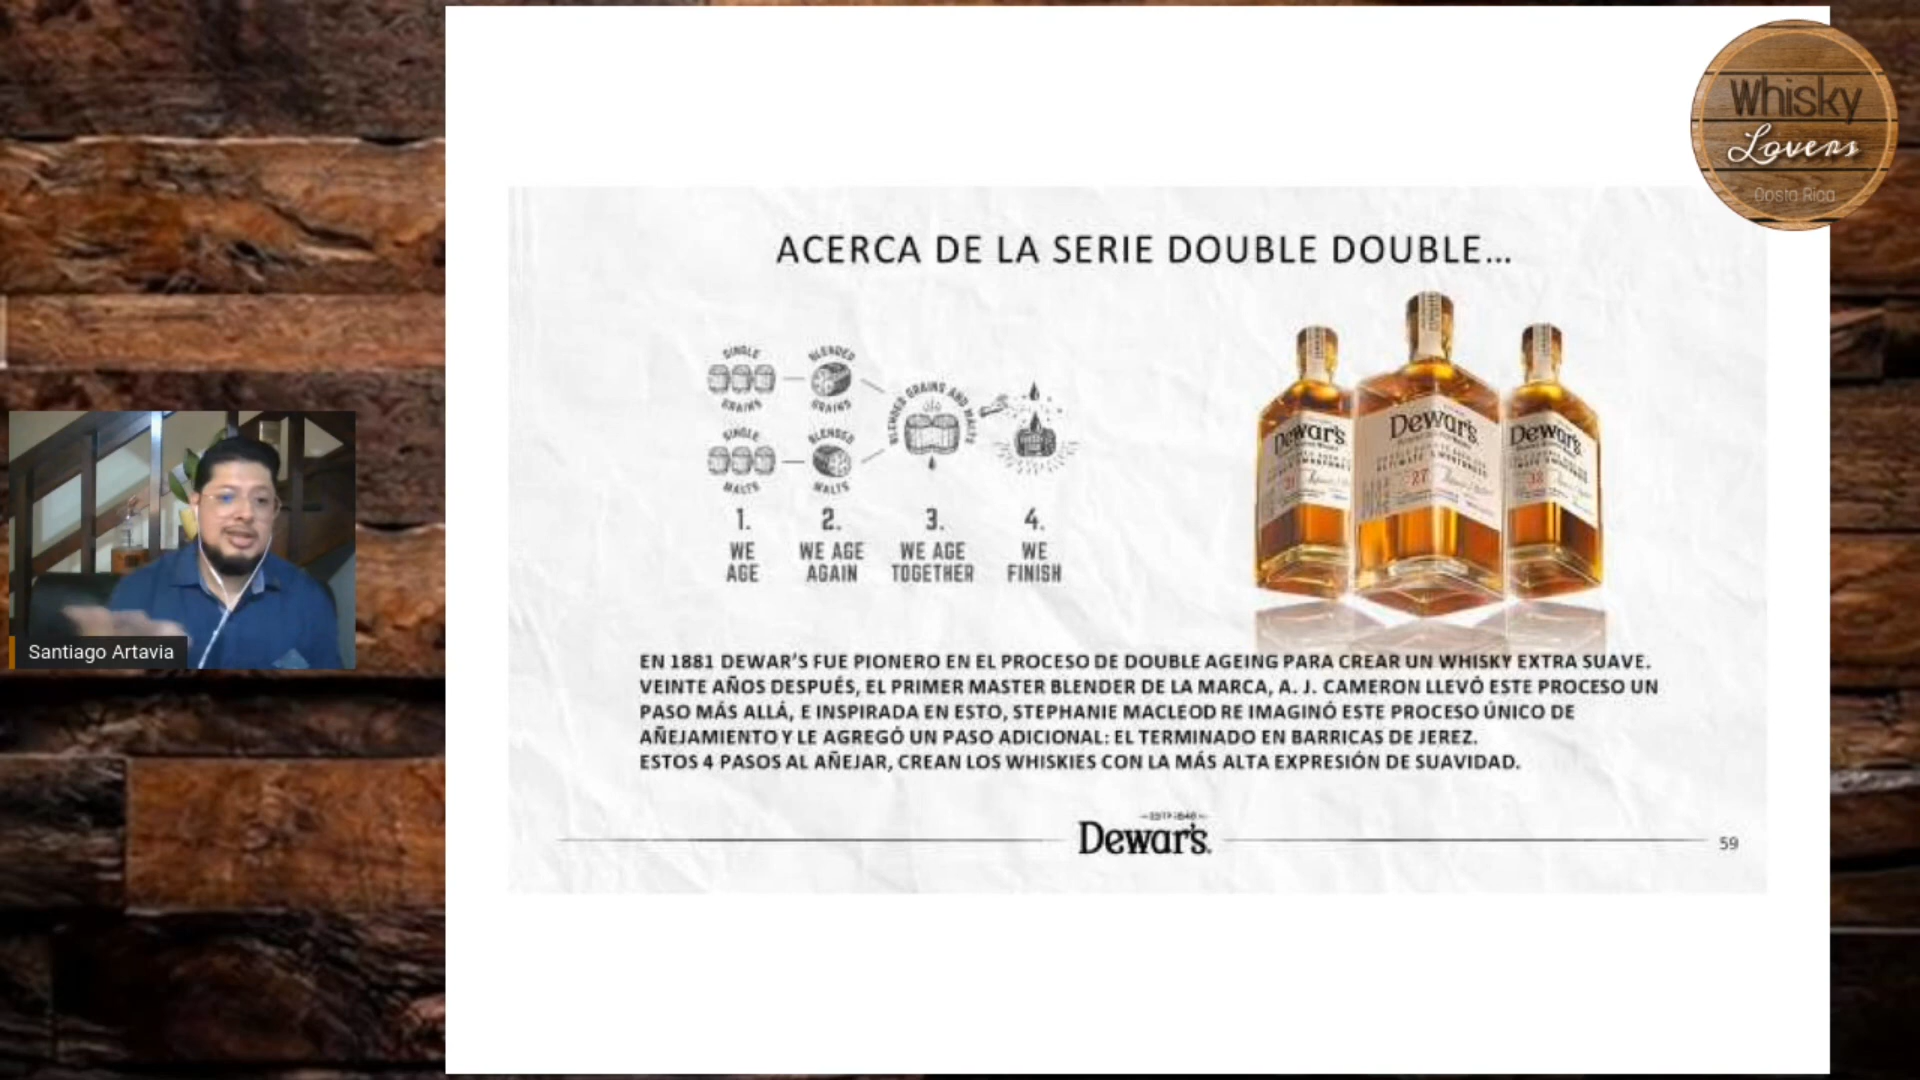 Whisky
Lovers
Costa Rica
ACERCA DE LA SERIE DOUBLE DOUBLE...
SINGLE
GRAINS
BLENDED
GRAINS
SINGLE
MALTS
BLENDED
MALTS
BLENDED GRAINS AND MALTS
1.
WE
AGE
2.
WE AGE
AGAIN
3.
WE AGE
TOGETHER
4.
WE
FINISH
Dewar's
21
Dewar's
27
Dewar's
32
EN 1881 DEWAR'S FUE PIONERO EN EL PROCESO DE DOUBLE AGEING PARA CREAR UN WHISKY EXTRA SUAVE.
VEINTE AÑOS DESPUÉS, EL PRIMER MASTER BLENDER DE LA MARCA, A. J. CAMERON LLEVÓ ESTE PROCESO UN
PASO MÁS ALLÁ, E INSPIRADA EN ESTO, STEPHANIE MACLEOD RE IMAGINÓ ESTE PROCESO ÚNICO DE
AÑEJAMIENTO Y LE AGREGÓ UN PASO ADICIONAL: EL TERMINADO EN BARRICAS DE JEREZ.
ESTOS 4 PASOS AL AÑEJAR, CREAN LOS WHISKIES CON LA MÁS ALTA EXPRESIÓN DE SUAVIDAD.
Dewar's
59
Santiago Artavia